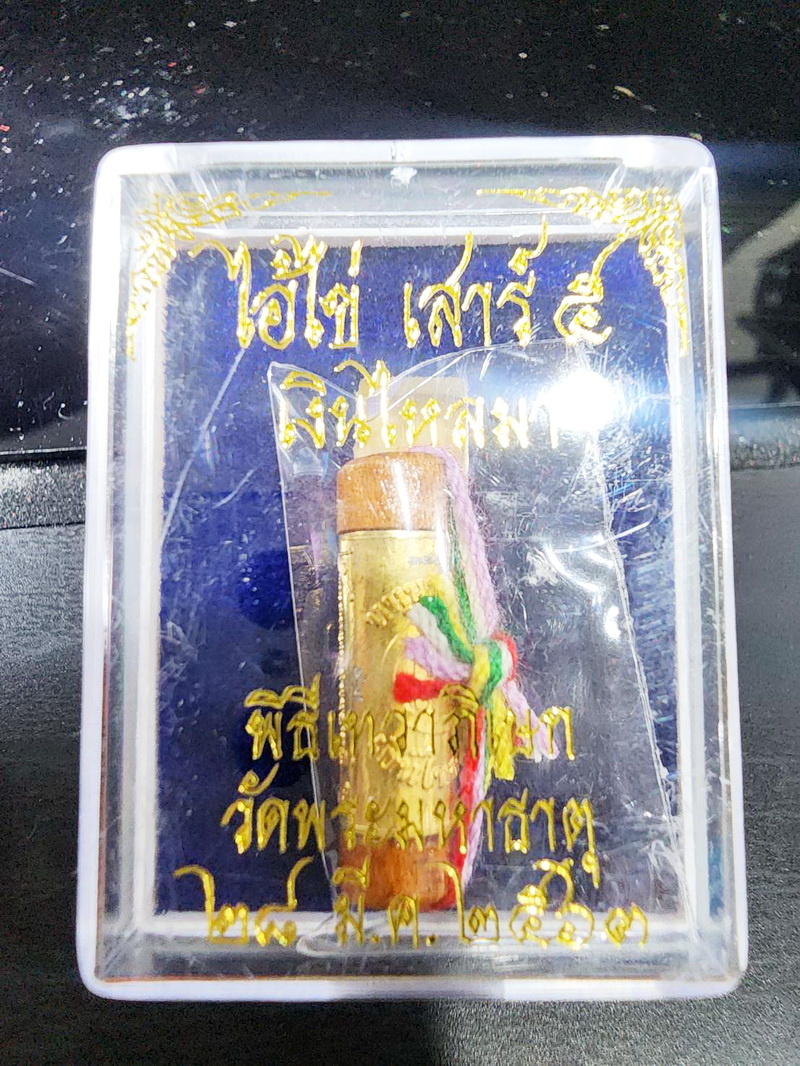 ไอ้ไข่ เสาร์ ๕
เงินไหลมา
พิธีเทวาภิเษก
วัดพระมหาธาตุ
๒๘ มี.ค. ๒๕๖๓